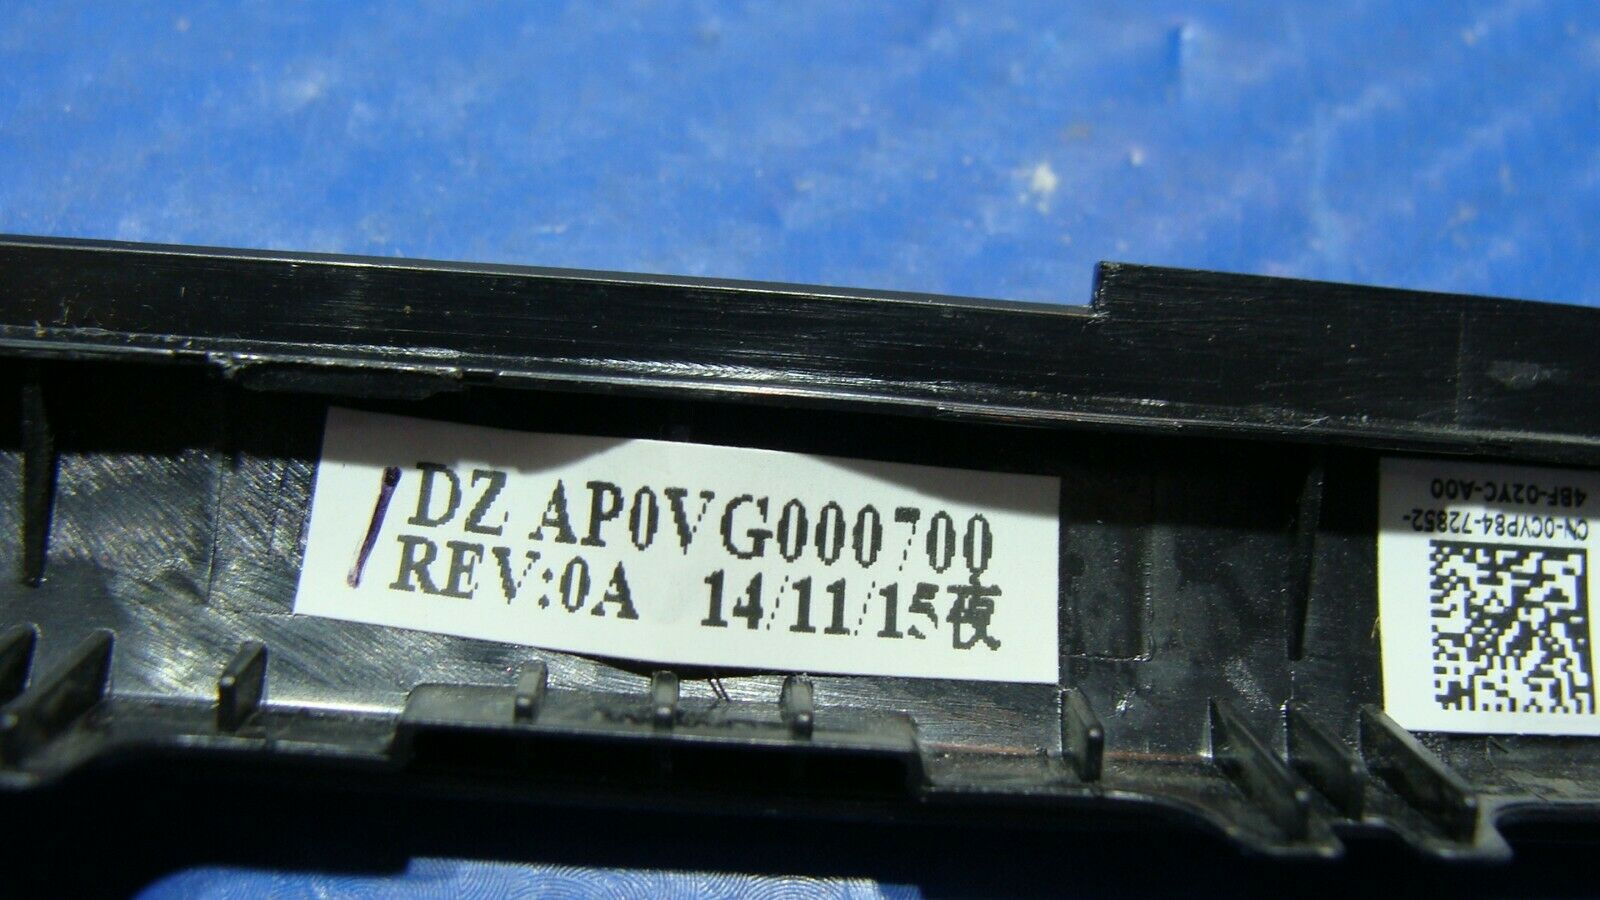 DZ AP0VG000700
REV:0A 14/11/15夜
CN-0CYP84-72852-
4BF-02YC-A00